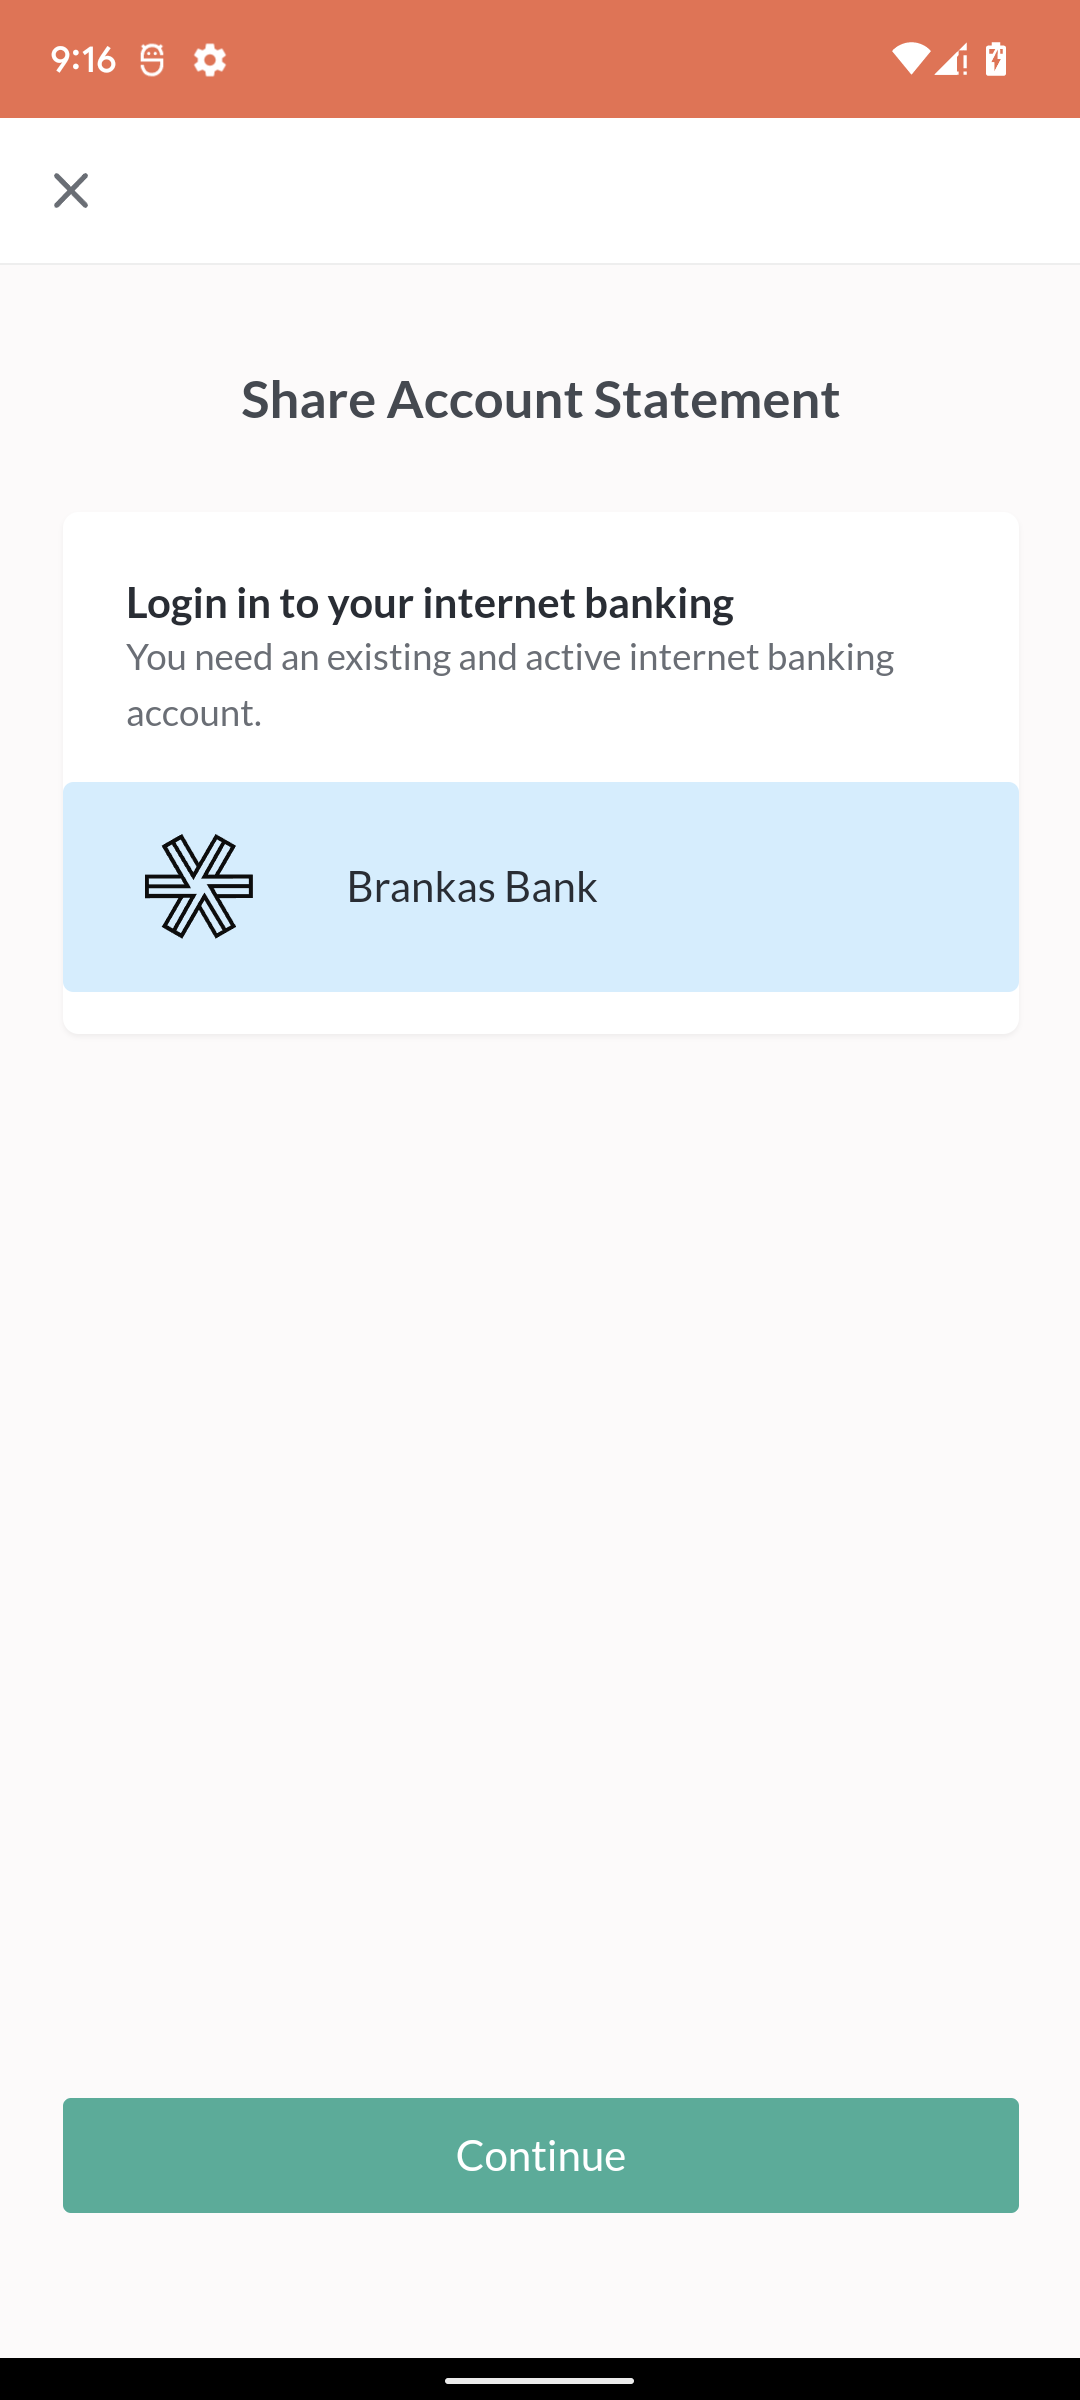 9:16
Share Account Statement
Login in to your internet banking
You need an existing and active internet banking
account.
Brankas Bank
Continue